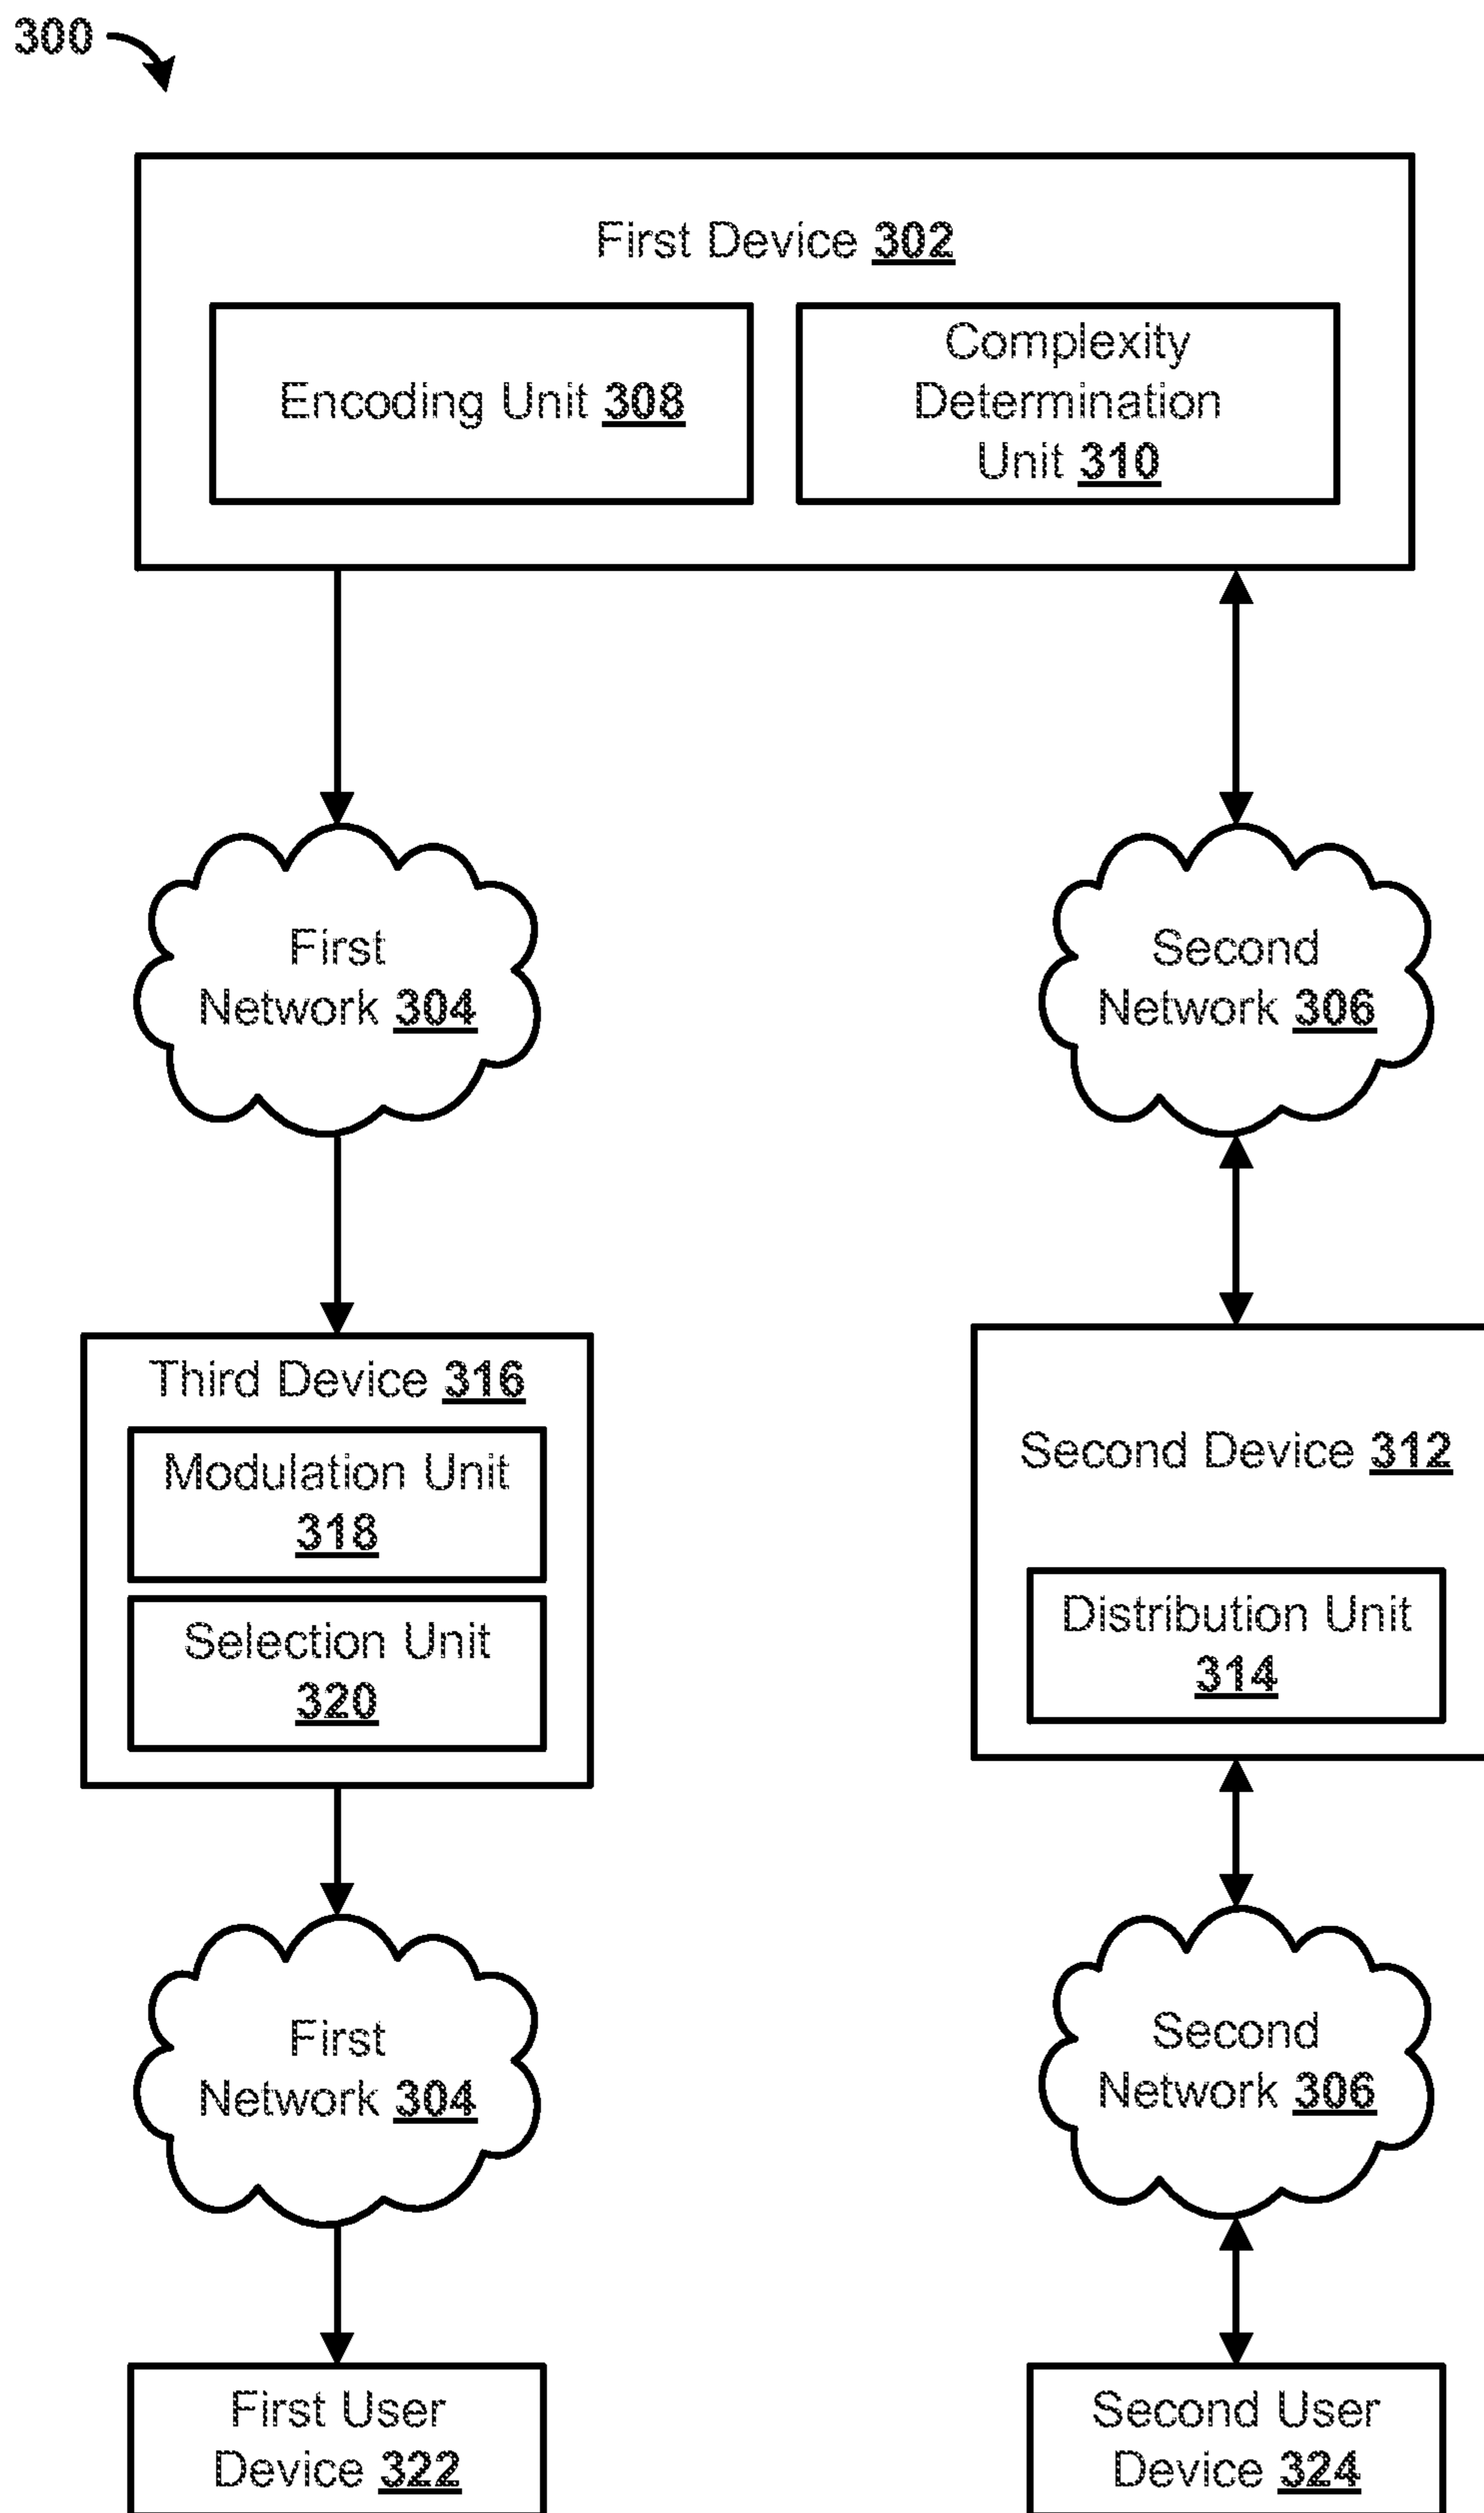 300
First Device 302
Encoding Unit 308
Complexity
Determination
Unit 310
First
Network 304
Second
Network 306
Third Device 316
Modulation Unit
318
Selection Unit
320
Second Device 312
Distribution Unit
314
First
Network 304
Second
Network 306
First User
Device 322
Second User
Device 324